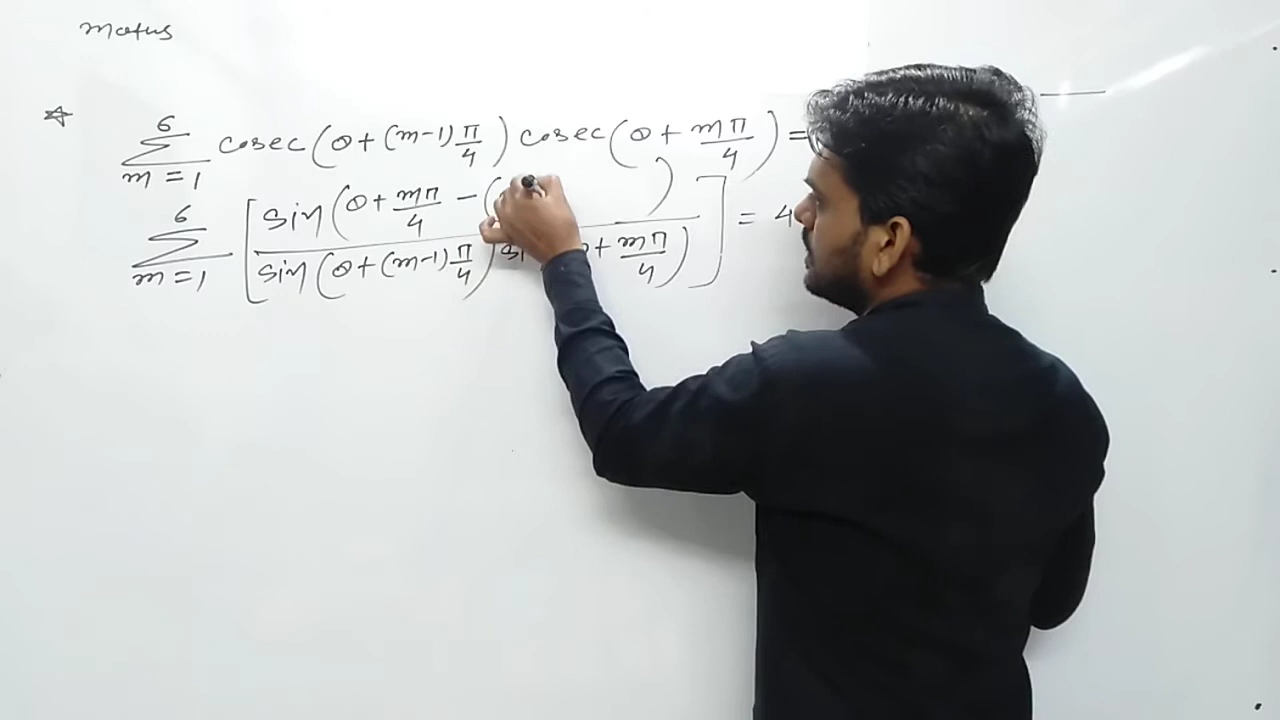 Maths
☆ 6 ∑ m = 1 cosec(θ + (m-1) π/4) cosec(θ + mπ/4) =
6 ∑ m = 1 [ sin(θ + mπ/4 - ( ) / sin(θ + (m-1) π/4) sin + mπ/4) ] = 4